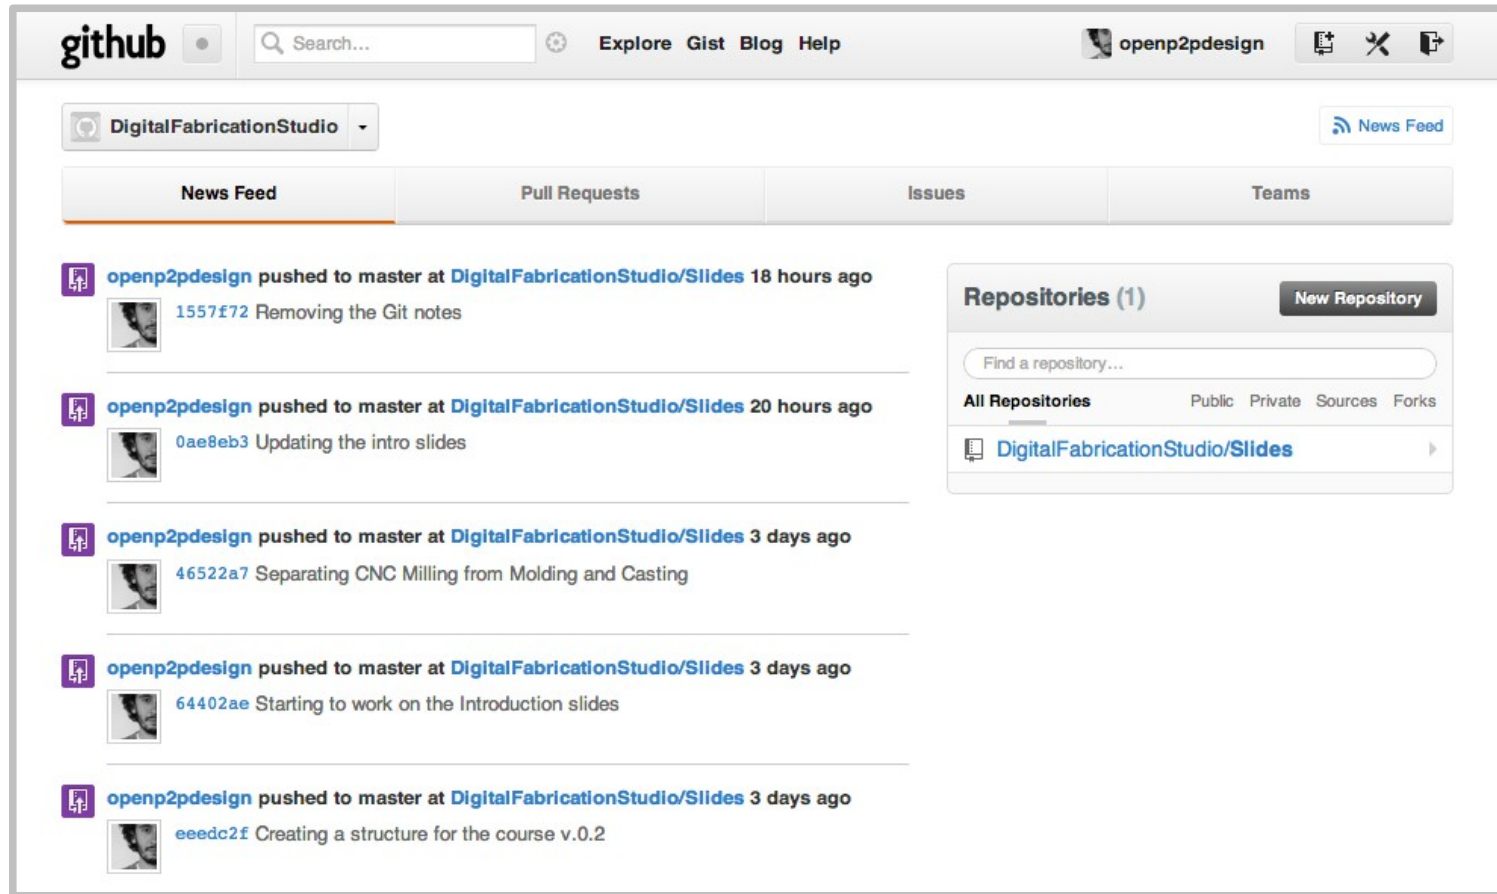 github
Search...
Explore Gist Blog Help
openp2pdesign
DigitalFabricationStudio
News Feed
News Feed
Pull Requests
Issues
Teams
openp2pdesign pushed to master at DigitalFabricationStudio/Slides 18 hours ago
1557f72 Removing the Git notes
openp2pdesign pushed to master at DigitalFabricationStudio/Slides 20 hours ago
0ae8eb3 Updating the intro slides
openp2pdesign pushed to master at DigitalFabricationStudio/Slides 3 days ago
46522a7 Separating CNC Milling from Molding and Casting
openp2pdesign pushed to master at DigitalFabricationStudio/Slides 3 days ago
64402ae Starting to work on the Introduction slides
openp2pdesign pushed to master at DigitalFabricationStudio/Slides 3 days ago
eeedc2f Creating a structure for the course v.0.2
Repositories (1)
New Repository
Find a repository...
All Repositories Public Private Sources Forks
DigitalFabricationStudio/Slides